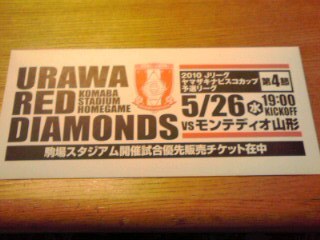 URAWA
RED
DIAMONDS
KOMABA
STADIUM
HOMEGAME
2010 Jリーグ
ヤマザキナビスコカップ
予選リーグ
第4節
5/26 水 19:00
KICKOFF
VS モンテディオ山形
駒場スタジアム開催試合優先販売チケット在中